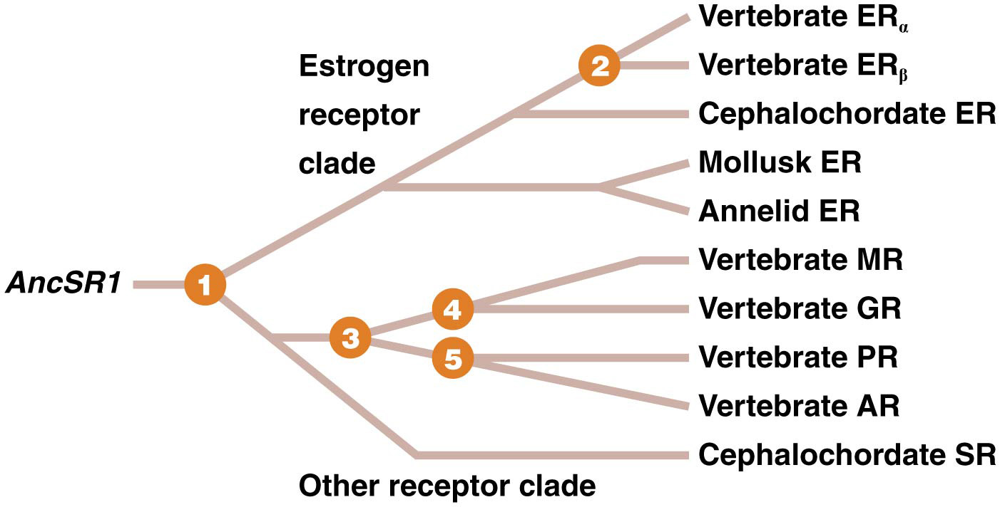 Vertebrate ERα
Estrogen
receptor
clade
2
Vertebrate ERβ
Cephalochordate ER
Mollusk ER
Annelid ER
AncSR1
1
Vertebrate MR
4
Vertebrate GR
3
5
Vertebrate PR
Vertebrate AR
Cephalochordate SR
Other receptor clade